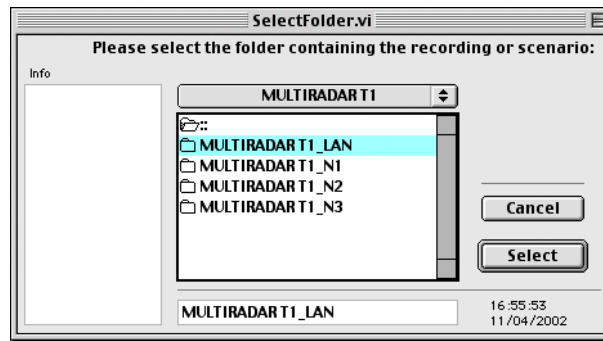 SelectFolder.vi
Please select the folder containing the recording or scenario:
Info
MULTIRADAR T1
::
MULTIRADAR T1_LAN
MULTIRADAR T1_N1
MULTIRADAR T1_N2
MULTIRADAR T1_N3
Cancel
Select
MULTIRADAR T1_LAN
16:55:53
11/04/2002